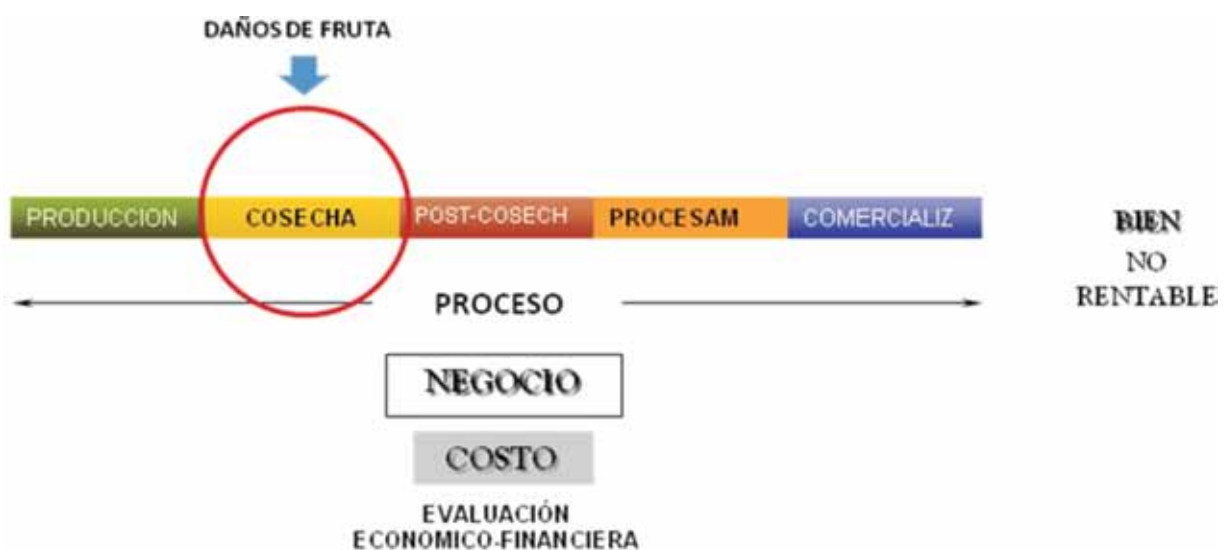 DAÑOS DE FRUTA
PRODUCCION COSECHA POST-COSECH PROCESAM COMERCIALIZ
BIEN
NO
RENTABLE
PROCESO
NEGOCIO
COSTO
EVALUACIÓN
ECONOMICO-FINANCIERA